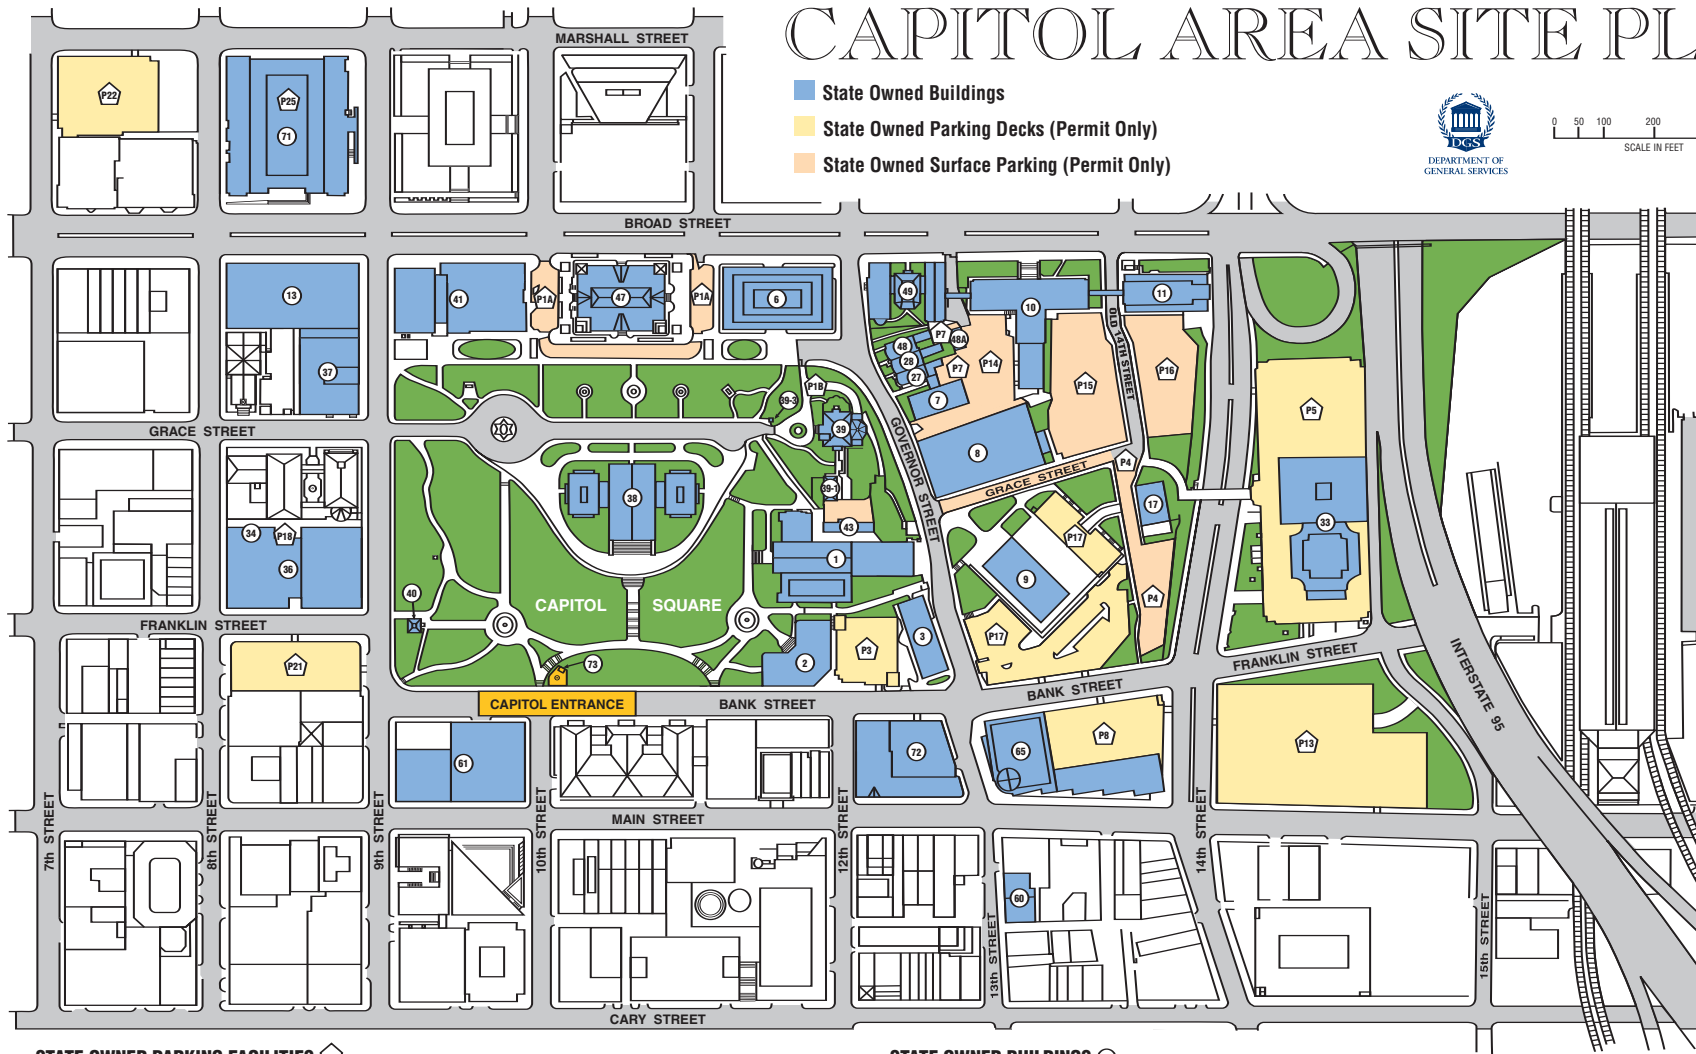 CAPITOL AREA SITE PL
MARSHALL STREET
State Owned Buildings
State Owned Parking Decks (Permit Only)
State Owned Surface Parking (Permit Only)
DGS
DEPARTMENT OF
GENERAL SERVICES
0 50 100 200
SCALE IN FEET
P22
P25
71
BROAD STREET
13
41
P1A
47
P1A
6
49
10
11
OLD 14TH STREET
P7
48A
48
28
27
P7
P14
P15
P16
37
P1B
39-3
7
P5
GRACE STREET
39
GOVERNOR STREET
8
P4
GRACE STREET
38
39-1
17
34
P18
43
33
P17
36
1
9
40
CAPITOL SQUARE
P4
FRANKLIN STREET
3
P17
P21
73
2
P3
FRANKLIN STREET
INTERSTATE 95
CAPITOL ENTRANCE
BANK STREET
BANK STREET
61
72
65
P8
P13
MAIN STREET
7th STREET
8th STREET
9th STREET
10th STREET
12th STREET
14th STREET
60
13th STREET
15th STREET
CARY STREET
STATE OWNED PARKING FACILITIES
STATE OWNED BUILDINGS